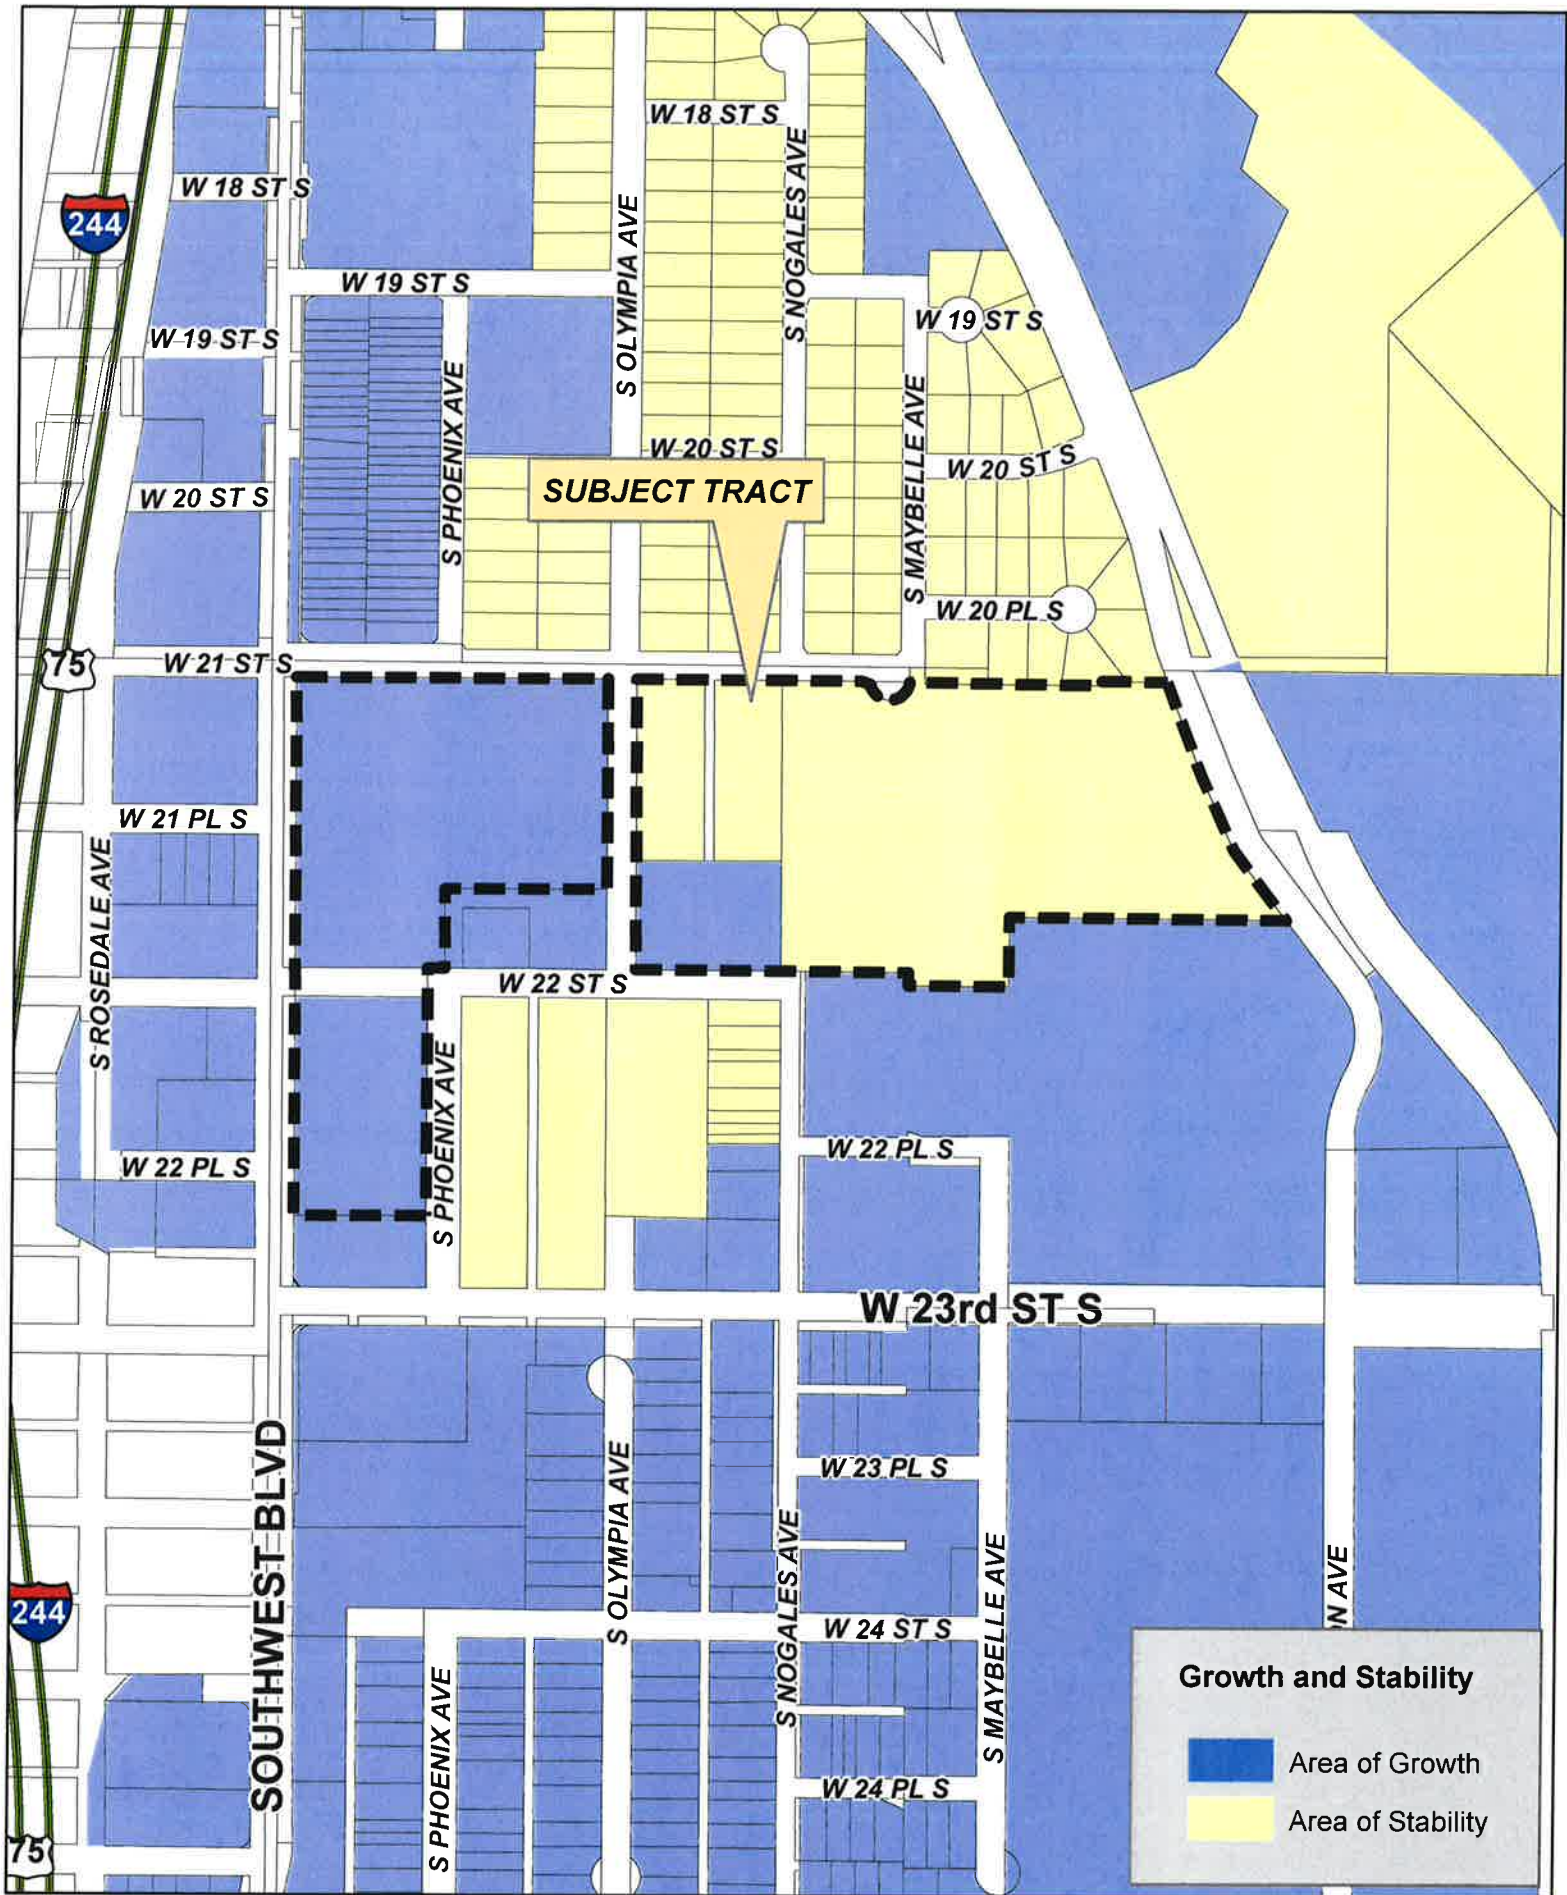 W 18 ST S
W 18 ST S
244
S OLYMPIA AVE
S NOGALES AVE
W 19 ST S
W 19 ST S
W 19 ST S
S PHOENIX AVE
S MAYBELLE AVE
W 20 ST S
W 20 ST S
W 20 ST S
SUBJECT TRACT
W 20 PL S
75
W 21 ST S
W 21 PL S
S ROSEDALE AVE
W 22 ST S
S PHOENIX AVE
W 22 PL S
W 22 PL S
W 23rd ST S
SOUTHWEST BLVD
S OLYMPIA AVE
W 23 PL S
S NOGALES AVE
S MAYBELLE AVE
ON AVE
244
W 24 ST S
S PHOENIX AVE
W 24 PL S
75
Growth and Stability
Area of Growth
Area of Stability